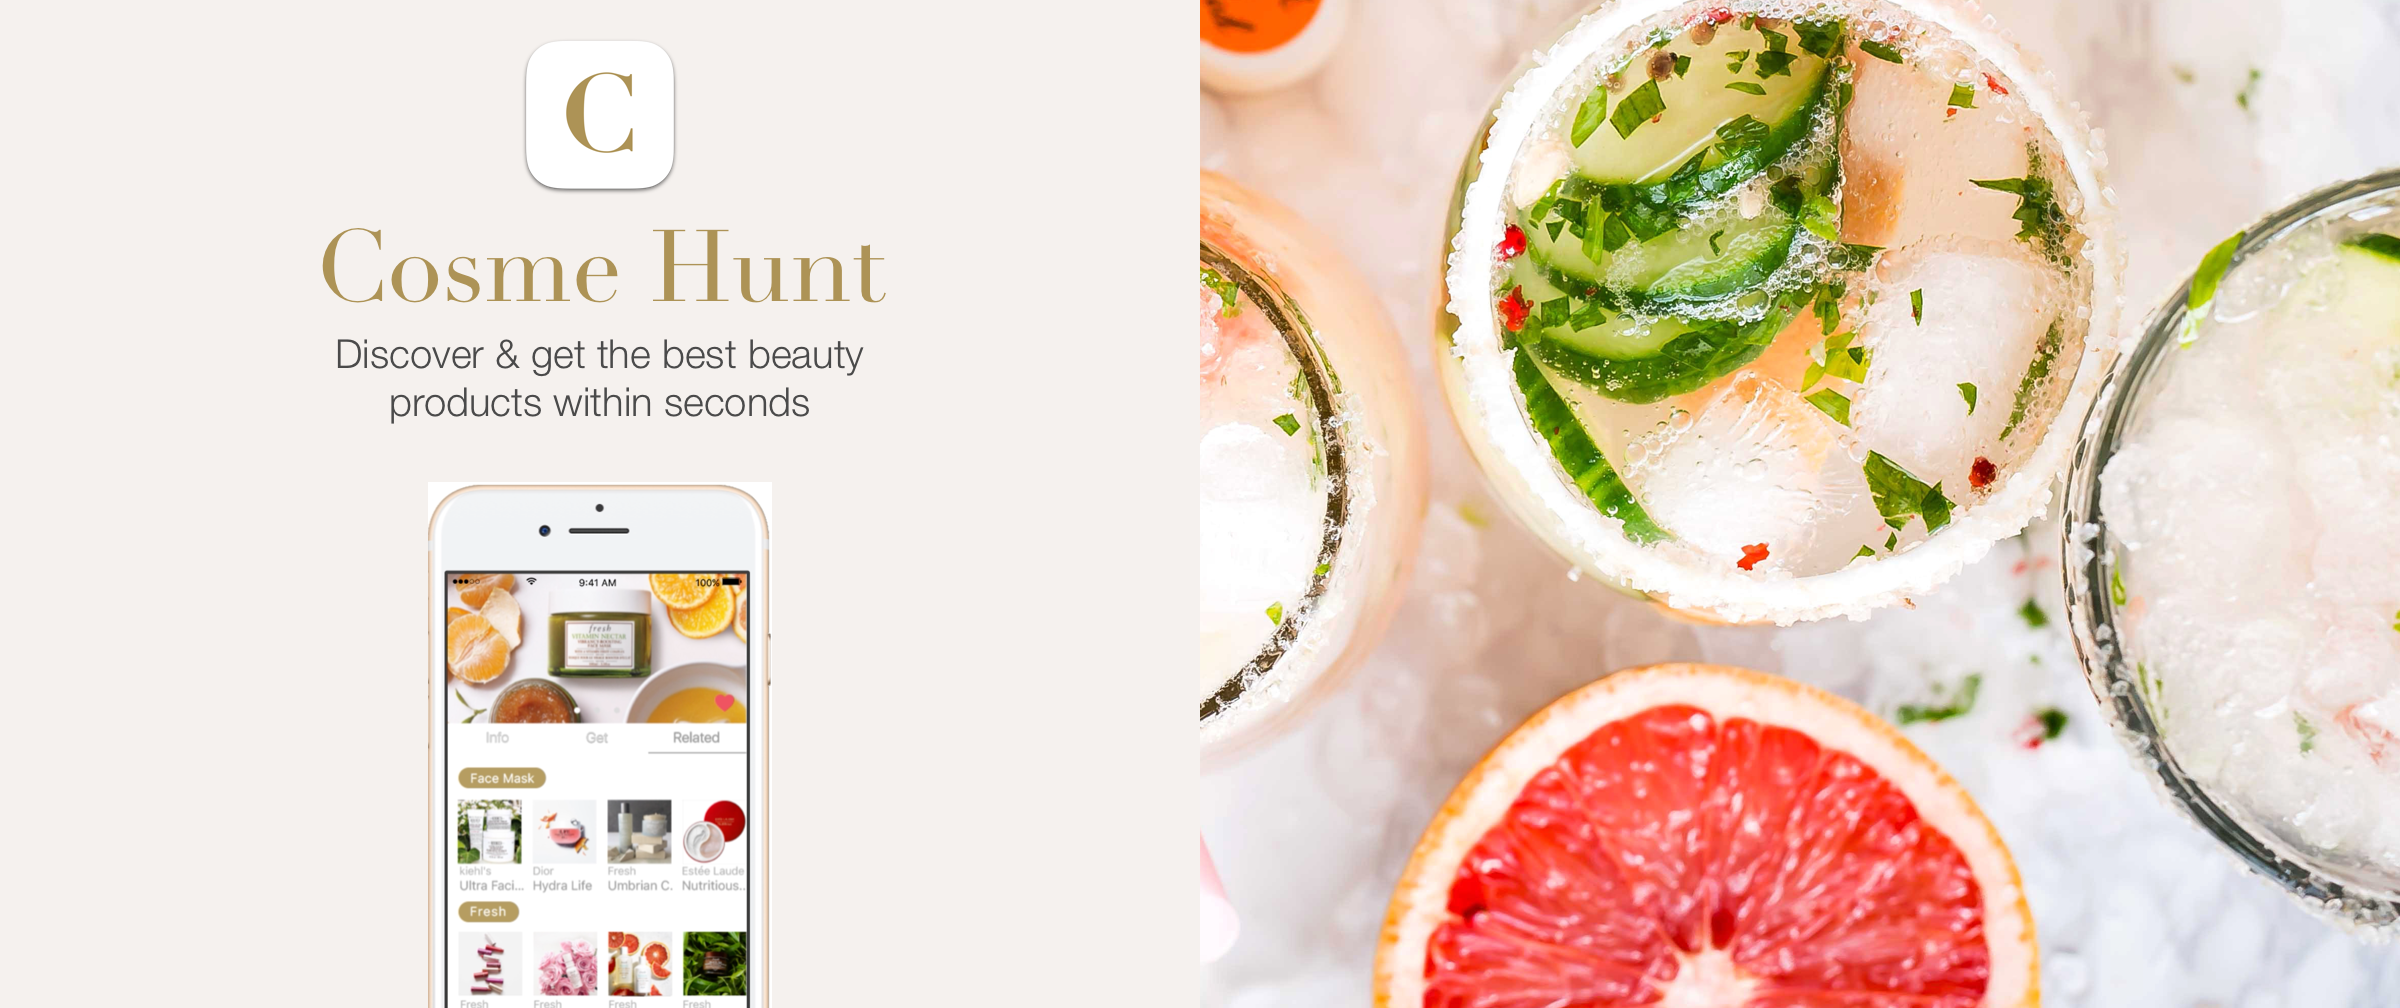 C
Cosme Hunt
Discover & get the best beauty
products within seconds
9:41 AM
100%
fresh
VITAMIN NECTAR
Info Get Related
Face Mask
kiehl's Dior Fresh Estée Laude
Ultra Faci... Hydra Life Umbrian C. Nutritious..
Fresh
Fresh Fresh Fresh Fresh